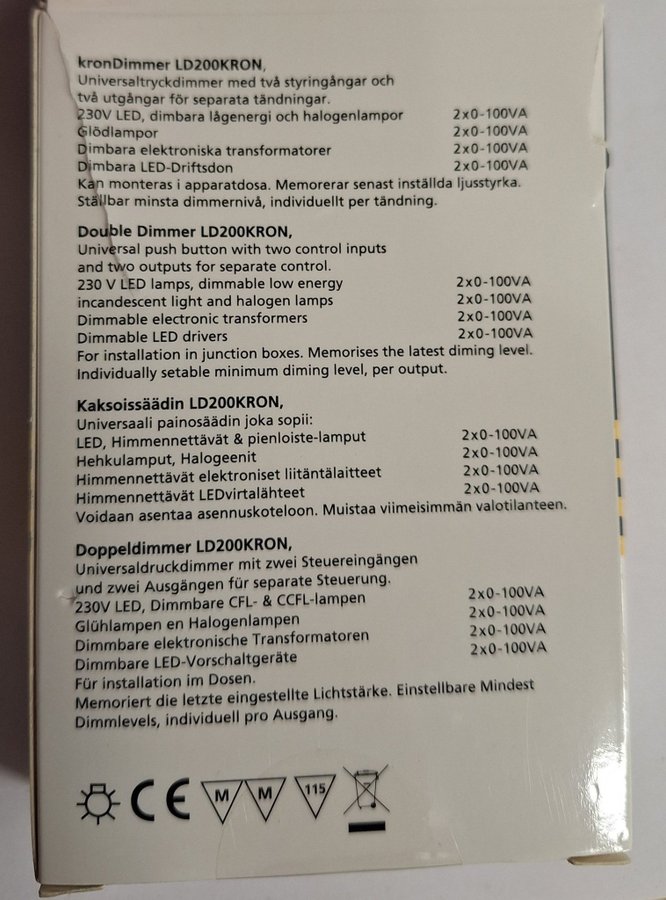 kronDimmer LD200KRON,
Universaltryckdimmer med två styringångar och
två utgångar för separata tändningar.
230V LED, dimbara lågenergi och halogenlampor 2x0-100VA
Glödlampor 2x0-100VA
Dimbara elektroniska transformatorer 2x0-100VA
Dimbara LED-Driftsdon 2x0-100VA
Kan monteras i apparatdosa. Memorerar senast inställda ljusstyrka.
Ställbar minsta dimmernivå, individuellt per tändning.
Double Dimmer LD200KRON,
Universal push button with two control inputs
and two outputs for separate control.
230 V LED lamps, dimmable low energy 2x0-100VA
incandescent light and halogen lamps 2x0-100VA
Dimmable electronic transformers 2x0-100VA
Dimmable LED drivers 2x0-100VA
For installation in junction boxes. Memorises the latest diming level.
Individually setable minimum diming level, per output.
Kaksoissäädin LD200KRON,
Universaali painosäädin joka sopii:
LED, Himmennettävät & pienloiste-lamput 2x0-100VA
Hehkulamput, Halogeenit 2x0-100VA
Himmennettävät elektroniset liitäntälaitteet 2x0-100VA
Himmennettävät LEDvirtalähteet 2x0-100VA
Voidaan asentaa asennuskoteloon. Muistaa viimeisimmän valotilanteen.
Doppeldimmer LD200KRON,
Universaldruckdimmer mit zwei Steuereingängen
und zwei Ausgängen für separate Steuerung.
230V LED, Dimmbare CFL- & CCFL-lampen 2x0-100VA
Glühlampen en Halogenlampen 2x0-100VA
Dimmbare elektronische Transformatoren 2x0-100VA
Dimmbare LED-Vorschaltgeräte 2x0-100VA
Für installation im Dosen.
Memoriert die letzte eingestellte Lichtstärke. Einstellbare Mindest
Dimmlevels, individuell pro Ausgang.
CE M M 115